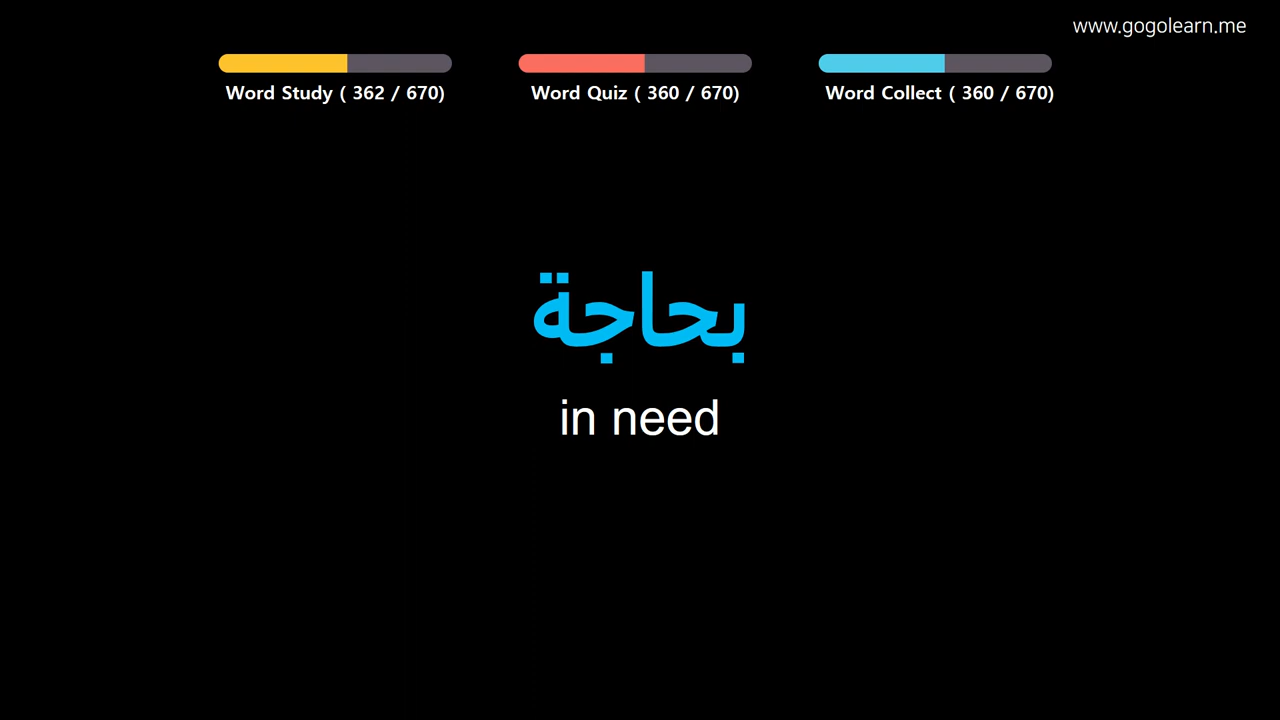 www.gogolearn.me
Word Study ( 362 / 670)
Word Quiz ( 360 / 670)
Word Collect ( 360 / 670)
بحاجة
in need